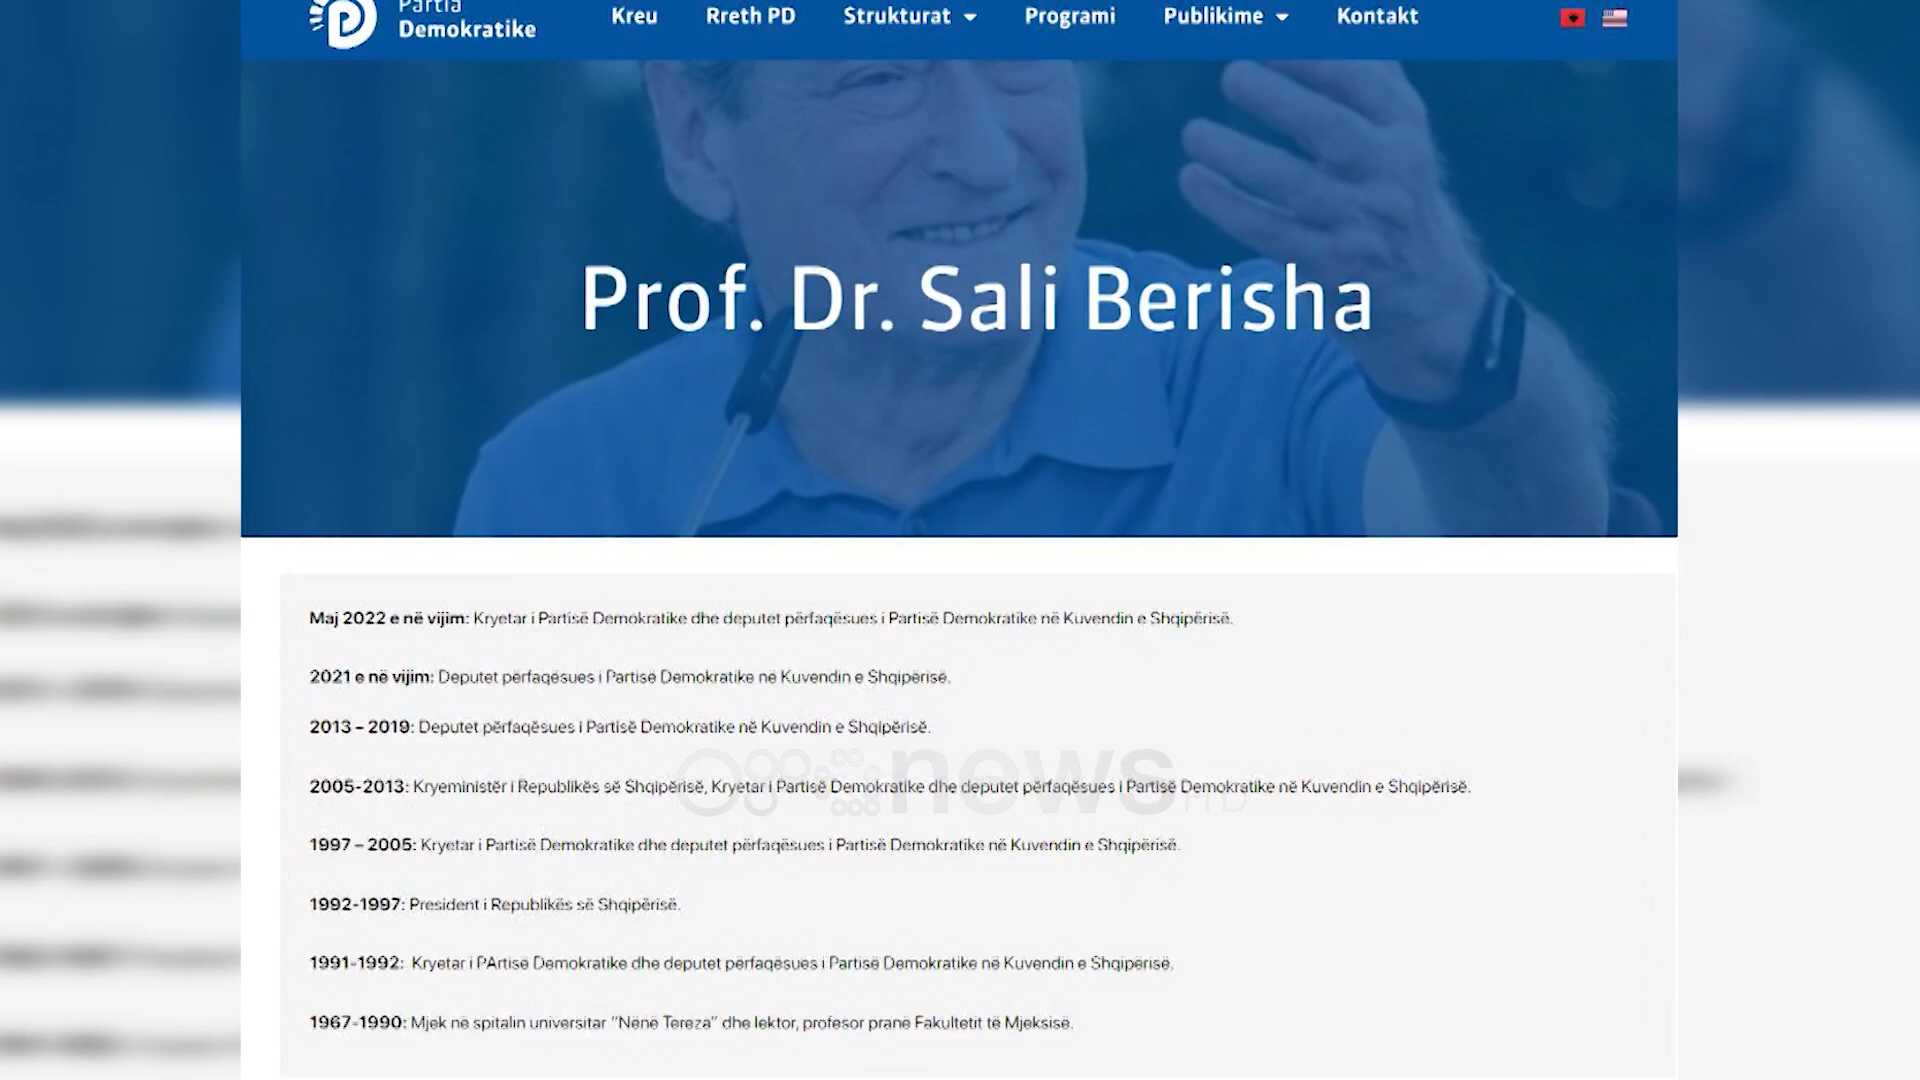 Partia
Demokratike
Kreu Rreth PD Strukturat Programi Publikime Kontakt
Prof. Dr. Sali Berisha
Maj 2022 e në vijim: Kryetar i Partisë Demokratike dhe deputet përfaqësues i Partisë Demokratike në Kuvendin e Shqipërisë.
2021 e në vijim: Deputet përfaqësues i Partisë Demokratike në Kuvendin e Shqipërisë.
2013 – 2019: Deputet përfaqësues i Partisë Demokratike në Kuvendin e Shqipërisë.
news HD
2005-2013: Kryeministër i Republikës së Shqipërisë, Kryetar i Partisë Demokratike dhe deputet përfaqësues i Partisë Demokratike në Kuvendin e Shqipërisë.
1997 – 2005: Kryetar i Partisë Demokratike dhe deputet përfaqësues i Partisë Demokratike në Kuvendin e Shqipërisë.
1992-1997: President i Republikës së Shqipërisë.
1991-1992: Kryetar i PArtisë Demokratike dhe deputet përfaqësues i Partisë Demokratike në Kuvendin e Shqipërisë.
1967-1990: Mjek në spitalin universitar “Nënë Tereza” dhe lektor, profesor pranë Fakultetit të Mjeksisë.